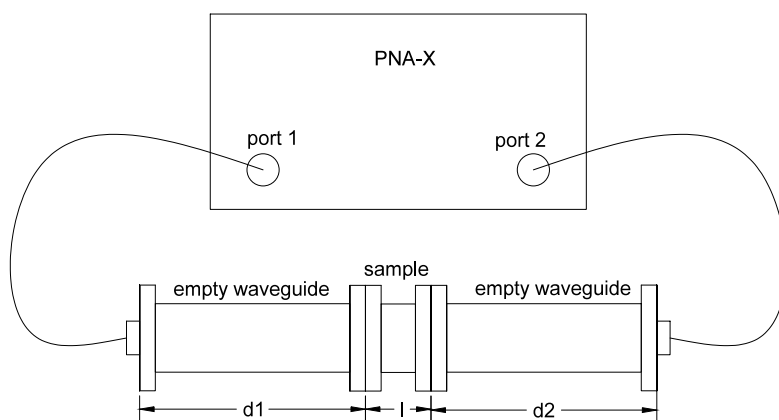 PNA-X
port 1
port 2
sample
empty waveguide
empty waveguide
d1
l
d2